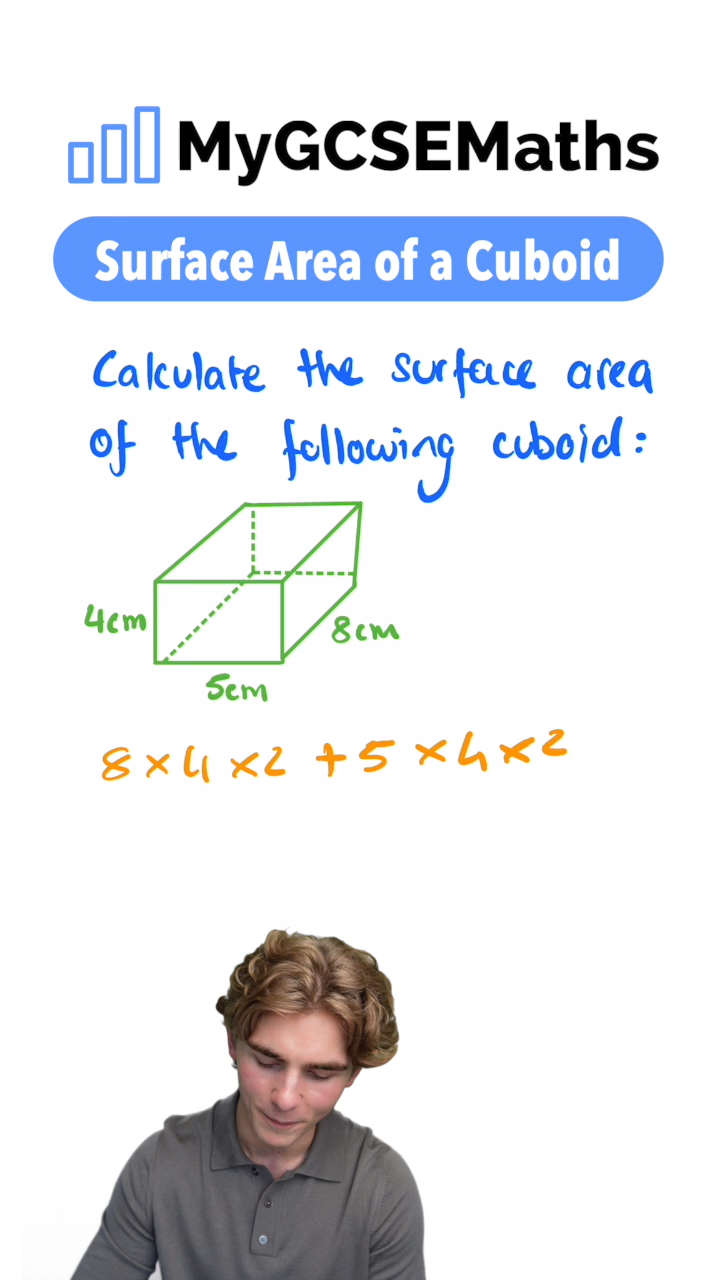 MyGCSEMaths
Surface Area of a Cuboid
Calculate the surface area
of the following cuboid:
4cm
8cm
5cm
8 × 4 × 2 + 5 × 4 × 2